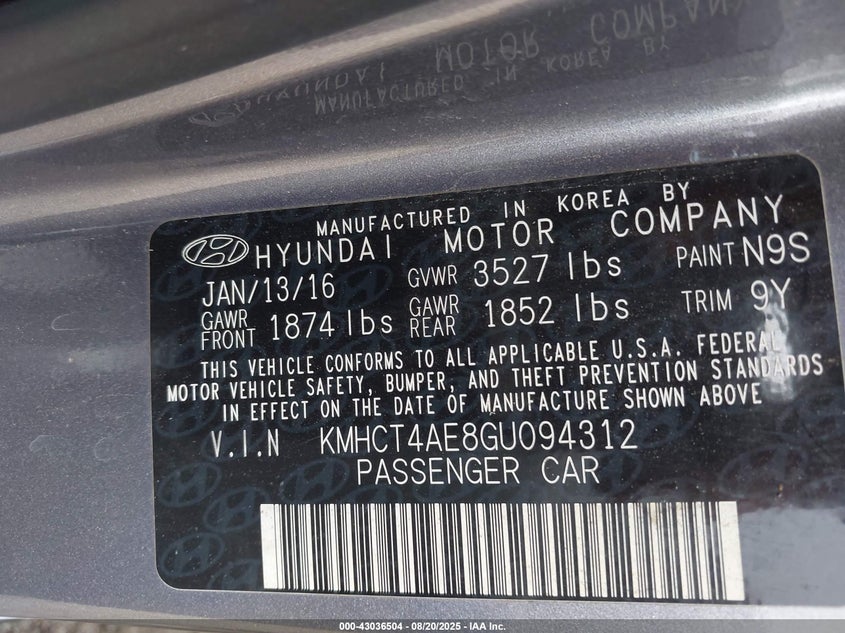 MANUFACTURED IN KOREA BY
HYUNDAI MOTOR COMPANY
JAN/13/16 GVWR 3527 lbs PAINT N9S
GAWR FRONT 1874 lbs GAWR REAR 1852 lbs TRIM 9Y
THIS VEHICLE CONFORMS TO ALL APPLICABLE U.S.A. FEDERAL
MOTOR VEHICLE SAFETY, BUMPER, AND THEFT PREVENTION STANDARDS
IN EFFECT ON THE DATE OF MANUFACTURE SHOWN ABOVE
V.I.N KMHCT4AE8GU094312
PASSENGER CAR
000-43036504 - 08/20/2025 - IAA Inc.